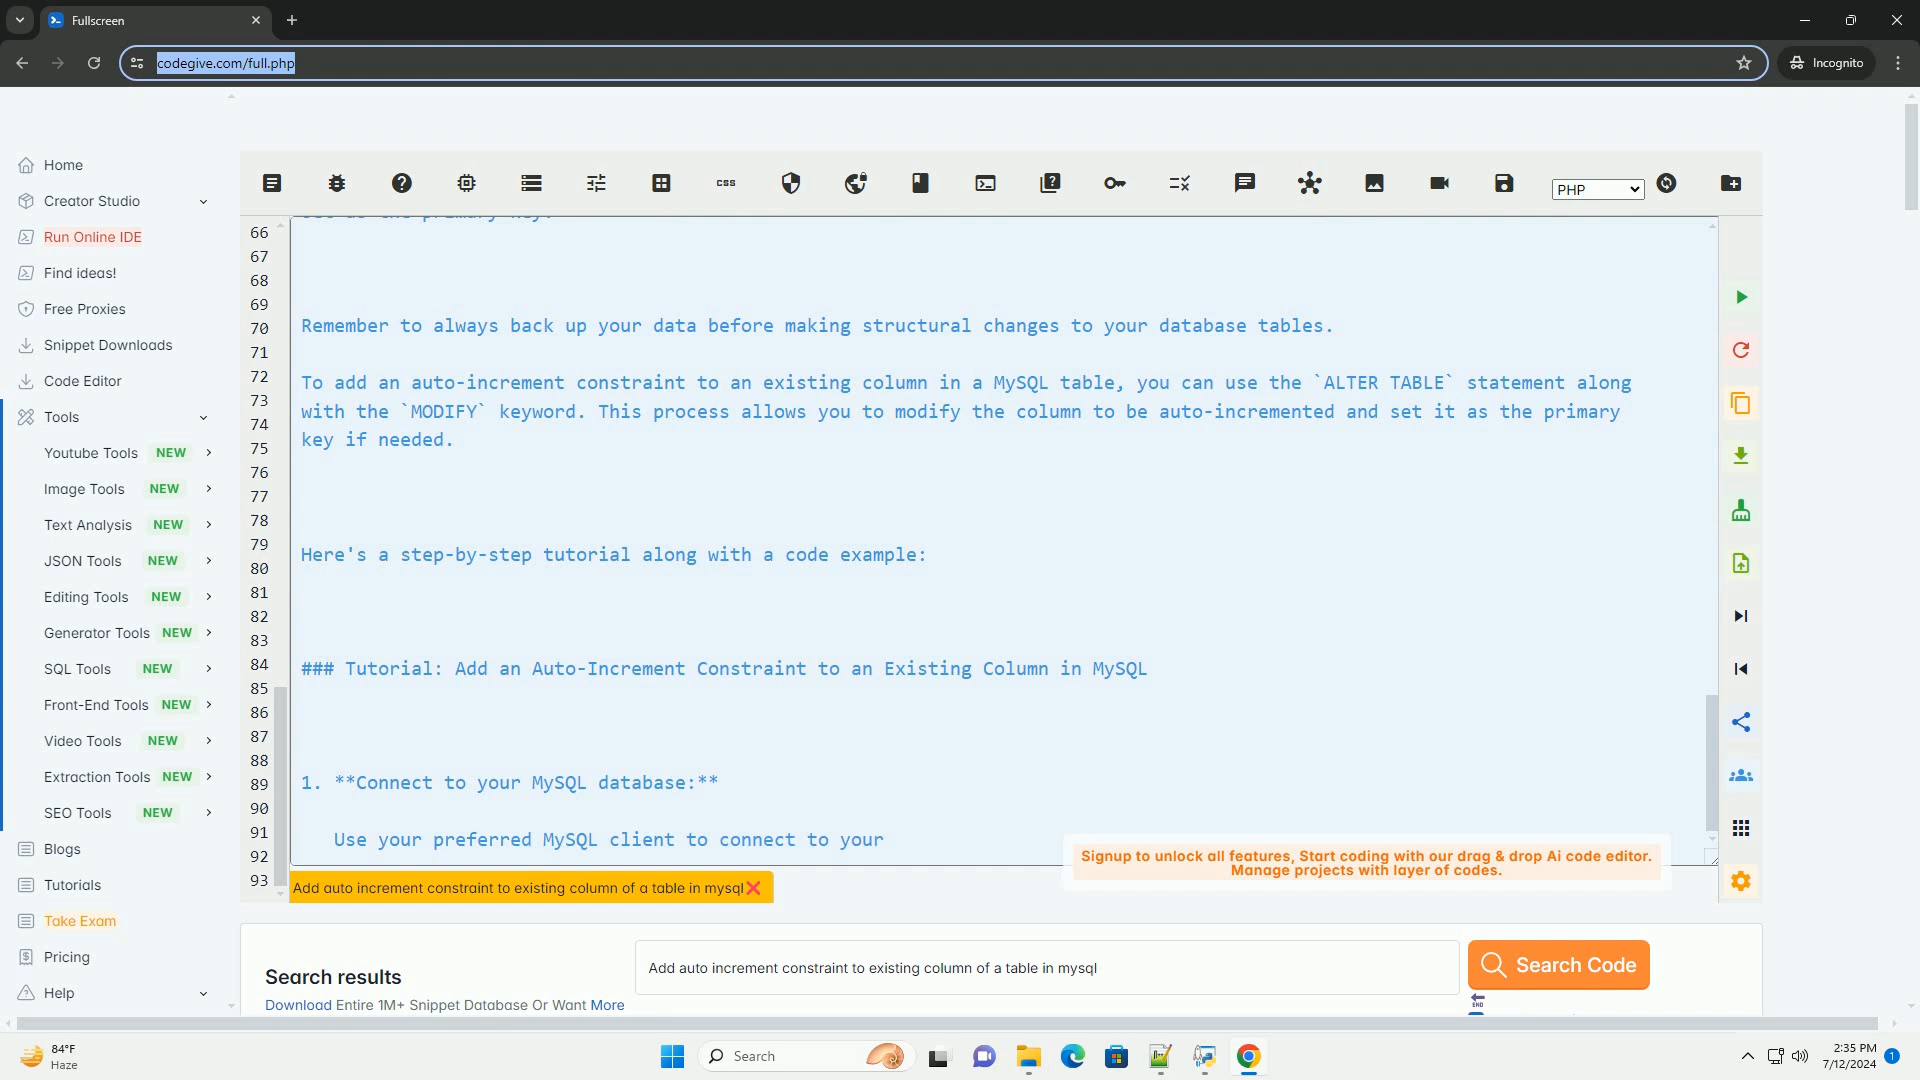 Fullscreen
codegive.com/full.php
Incognito
Home
Creator Studio
Run Online IDE
Find ideas!
Free Proxies
Snippet Downloads
Code Editor
Tools
Youtube Tools NEW
Image Tools NEW
Text Analysis NEW
JSON Tools NEW
Editing Tools NEW
Generator Tools NEW
SQL Tools NEW
Front-End Tools NEW
Video Tools NEW
Extraction Tools NEW
SEO Tools NEW
Blogs
Tutorials
Take Exam
Pricing
Help
CSS
PHP
66
67
68
69
70
71
72
73
74
75
76
77
78
79
80
81
82
83
84
85
86
87
88
89
90
91
92
93
Remember to always back up your data before making structural changes to your database tables.
To add an auto-increment constraint to an existing column in a MySQL table, you can use the `ALTER TABLE` statement along
with the `MODIFY` keyword. This process allows you to modify the column to be auto-incremented and set it as the primary
key if needed.
Here's a step-by-step tutorial along with a code example:
### Tutorial: Add an Auto-Increment Constraint to an Existing Column in MySQL
1. **Connect to your MySQL database:**
Use your preferred MySQL client to connect to your
Signup to unlock all features, Start coding with our drag & drop Ai code editor.
Manage projects with layer of codes.
Add auto increment constraint to existing column of a table in mysql
Search results
Download Entire 1M+ Snippet Database Or Want More
Add auto increment constraint to existing column of a table in mysql
Search Code
END
84°F
Haze
Search
2:35 PM
7/12/2024
1